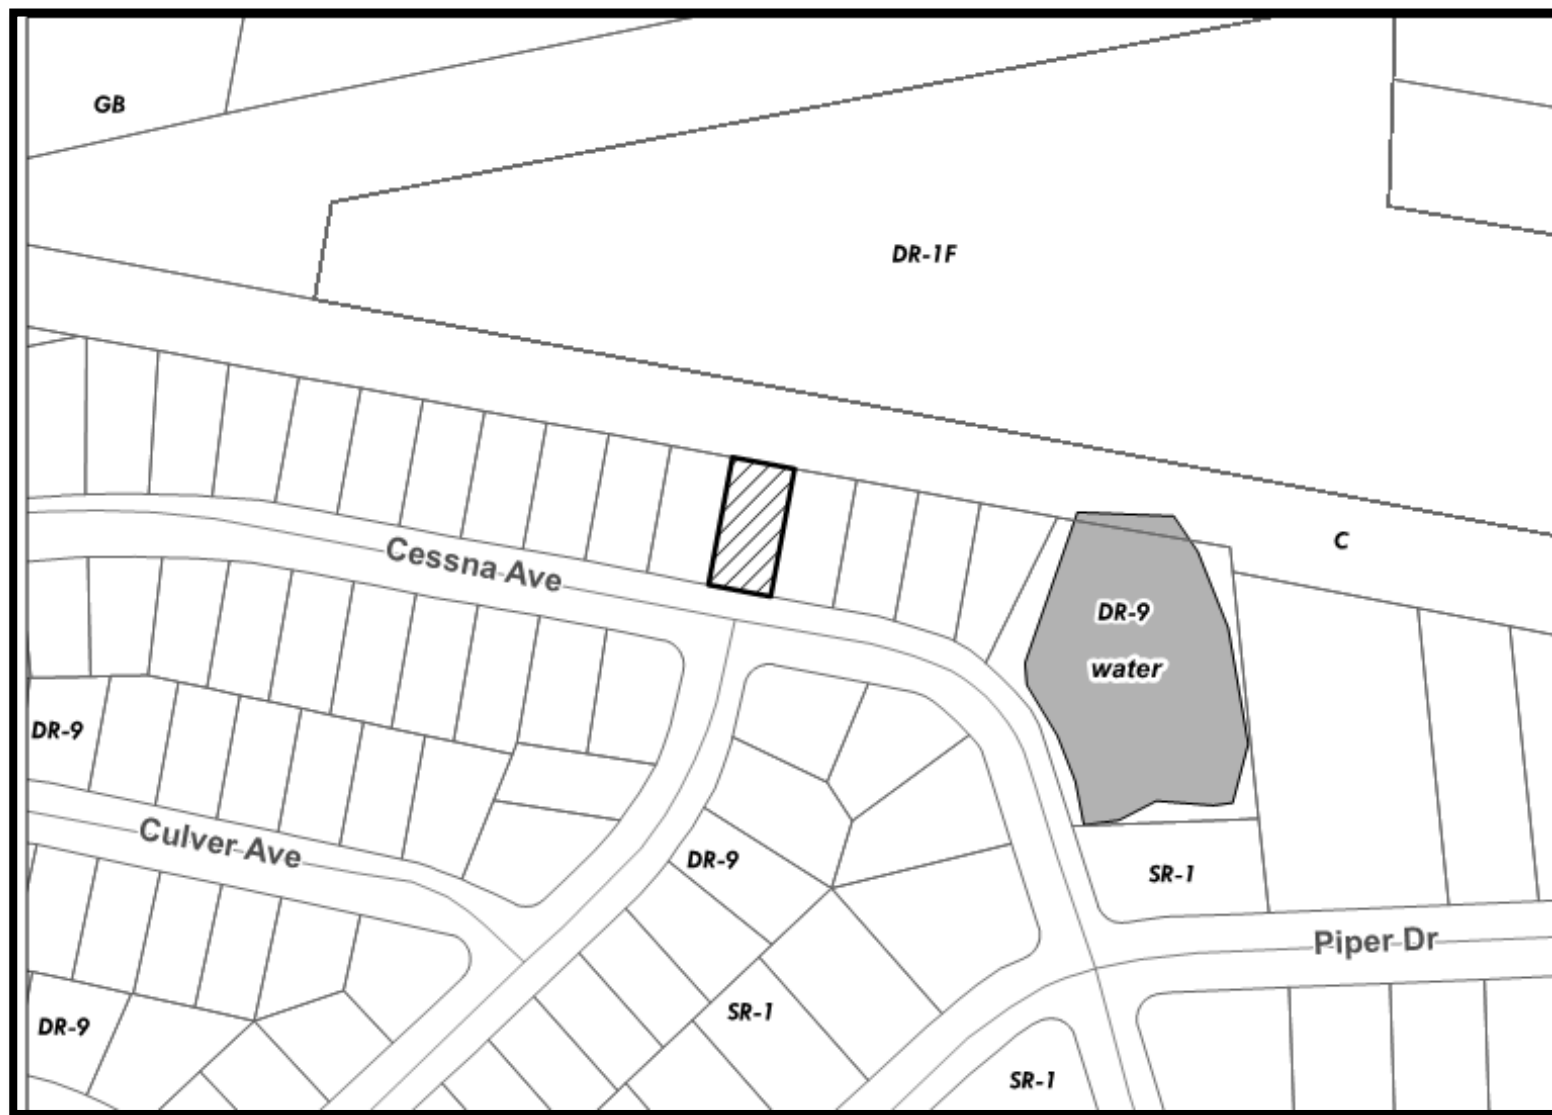 GB
DR-1F
C
Cessna Ave
DR-9
water
DR-9
Culver Ave
DR-9
SR-1
Piper Dr
SR-1
DR-9
SR-1